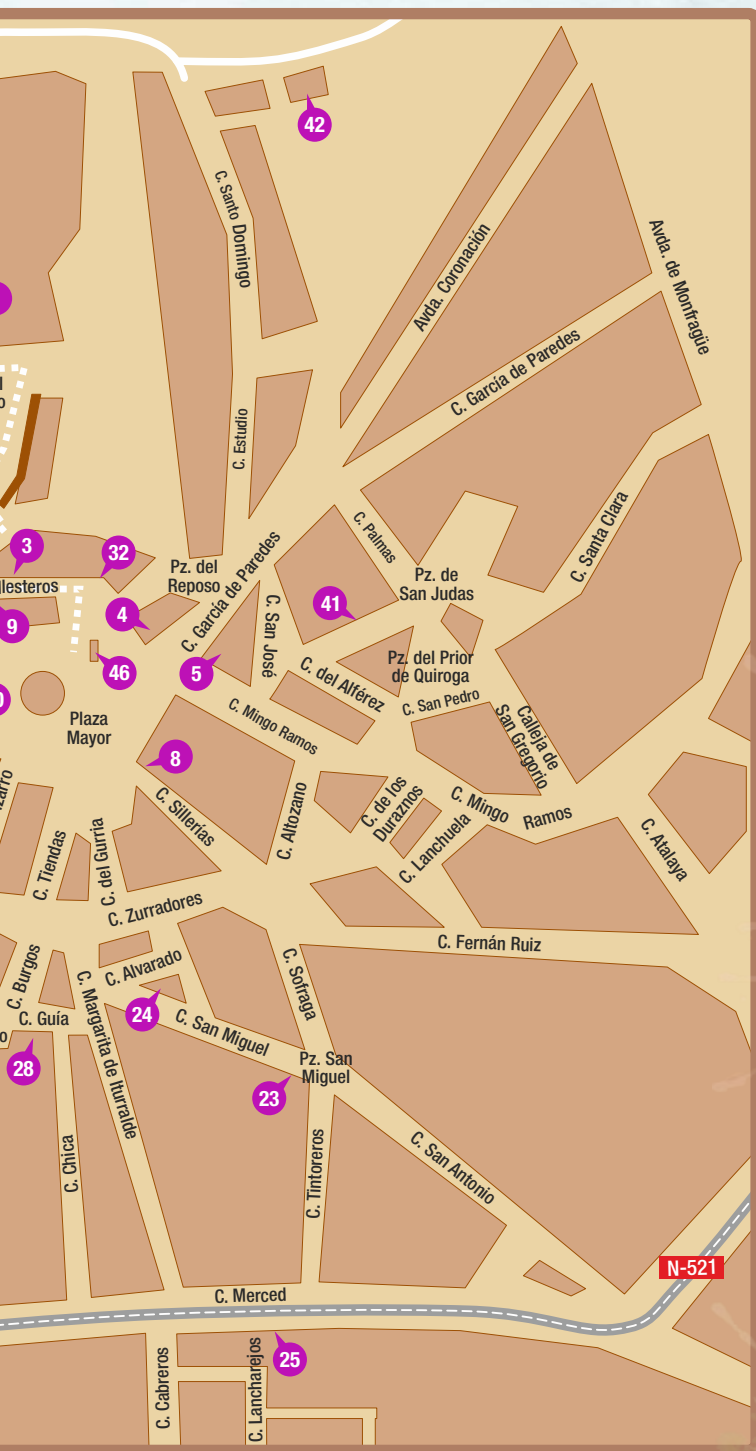 42
C. Santo Domingo
Avda. Coronación
Avda. de Monfragüe
C. García de Paredes
C. Estudio
C. Palmas
C. Santa Clara
3
32
Pz. del
Reposo
C. García de Paredes
llesteros
9
4
41
Pz. de
San Judas
C. San José
46
5
C. del Alférez
Pz. del Prior
de Quiroga
C. San Pedro
Calleja de
San Gregorio
Plaza
Mayor
C. Mingo Ramos
8
C. Sillerías
C. Altozano
C. de los
Duraznos
C. Mingo Ramos
C. Lanchuela
C. Atalaya
C. Tiendas
C. del Gurria
C. Zurradores
C. Fernán Ruiz
C. Burgos
C. Alvarado
C. Sofraga
24
C. Guía
C. Margarita de Iturralde
C. San Miguel
28
Pz. San
Miguel
23
C. Chica
C. Tintoreros
C. San Antonio
N-521
C. Merced
25
C. Cabreros
C. Lancharejos